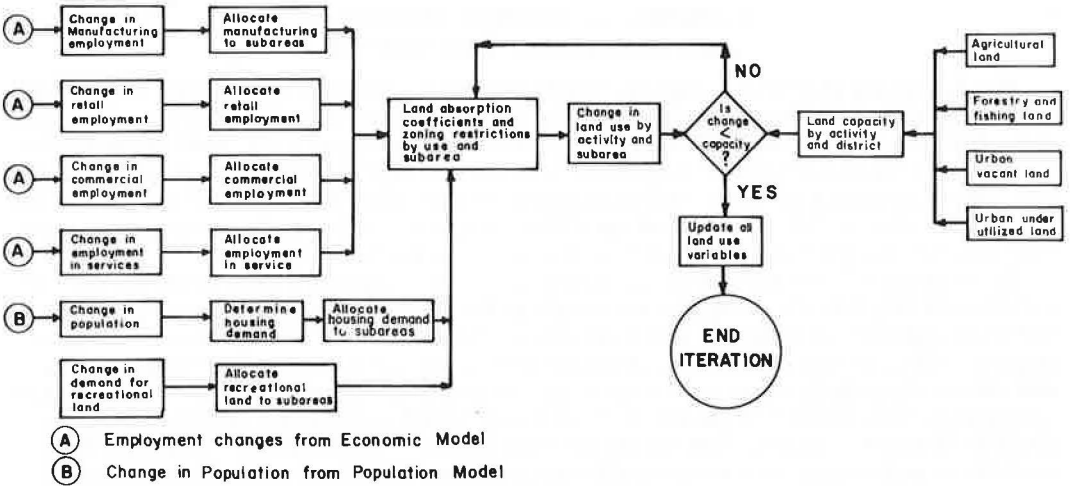 A
Change in
Manufacturing
employment
Allocate
manufacturing
to subareas
A
Change in
retail
employment
Allocate
retail
employment
A
Change in
commercial
employment
Allocate
commercial
employment
A
Change in
employment
in services
Allocate
employment
in service
B
Change in
population
Determine
housing
demand
Allocate
housing demand
to subareas
Change in
demand for
recreational
land
Allocate
recreational
land to subareas
Land absorption
coefficients and
zoning restrictions
by use and
subarea
Change in
land use by
activity and
subarea
NO
Is
change
<
capacity
?
YES
Land capacity
by activity
and district
Agricultural
land
Forestry and
fishing land
Urban
vacant land
Urban under
utilized land
Update all
land use
variables
END
ITERATION
A Employment changes from Economic Model
B Change in Population from Population Model